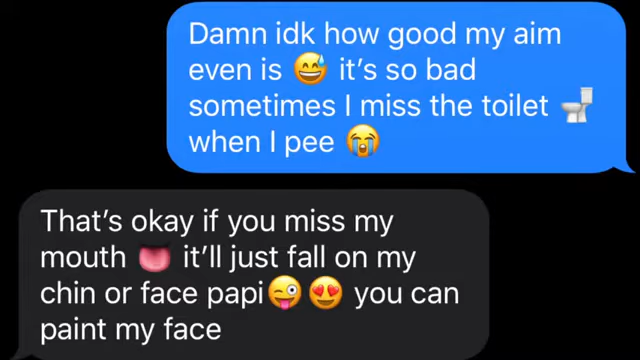 Damn idk how good my aim
even is 😅 it’s so bad
sometimes I miss the toilet 🚽
when I pee 😭
That’s okay if you miss my
mouth 👅 it’ll just fall on my
chin or face papi😜😍 you can
paint my face